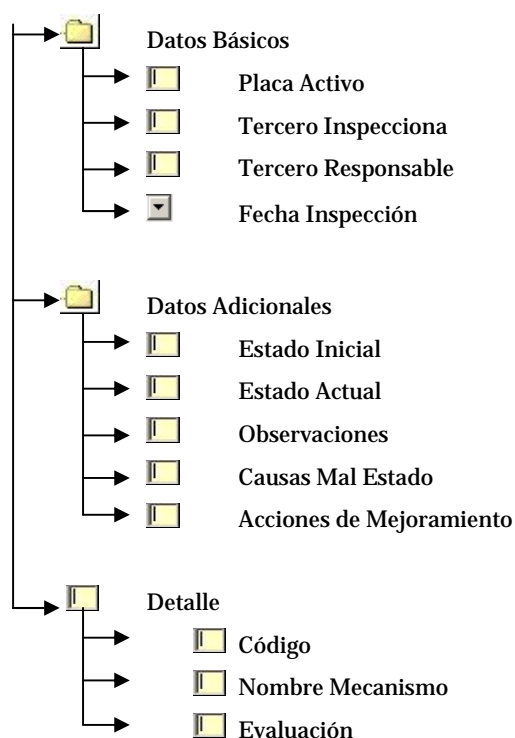 Datos Básicos
Placa Activo
Tercero Inspecciona
Tercero Responsable
Fecha Inspección
Datos Adicionales
Estado Inicial
Estado Actual
Observaciones
Causas Mal Estado
Acciones de Mejoramiento
Detalle
Código
Nombre Mecanismo
Evaluación